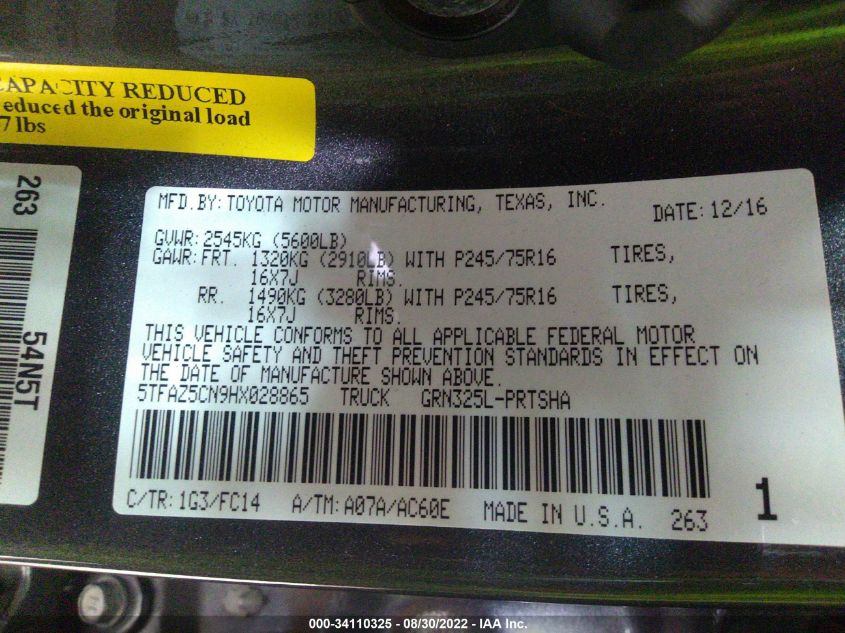 CAPACITY REDUCED
educed the original load
7 lbs
263
54N5T
MFD.BY: TOYOTA MOTOR MANUFACTURING, TEXAS, INC. DATE: 12/16
GVWR: 2545KG (5600LB)
GAWR: FRT. 1320KG (2910LB) WITH P245/75R16 TIRES,
16X7J RIMS.
RR. 1490KG (3280LB) WITH P245/75R16 TIRES,
16X7J RIMS.
THIS VEHICLE CONFORMS TO ALL APPLICABLE FEDERAL MOTOR
VEHICLE SAFETY AND THEFT PREVENTION STANDARDS IN EFFECT ON
THE DATE OF MANUFACTURE SHOWN ABOVE.
5TFAZ5CN9HX028865 TRUCK GRN325L-PRTSHA
C/TR: 1G3/FC14 A/TM: A07A/AC60E MADE IN U.S.A. 263 1
000-34110325 - 08/30/2022 - IAA Inc.